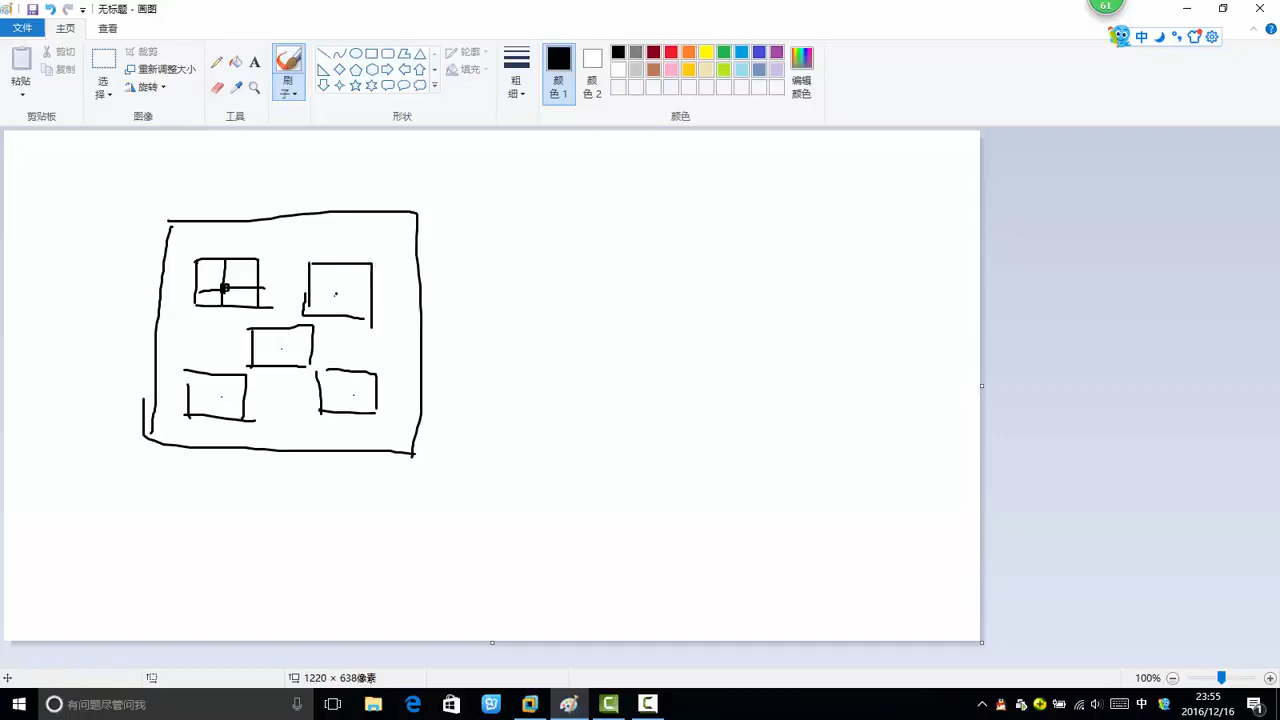 无标题 - 画图
61
文件 主页 查看
中
粘贴
剪切
复制
选择
裁剪
重新调整大小
旋转
刷子
轮廓
填充
粗细
颜色 1
颜色 2
编辑颜色
剪贴板 图像 工具 形状 颜色
1220 × 638像素
100%
有问题尽管问我
中
23:55
2016/12/16
1